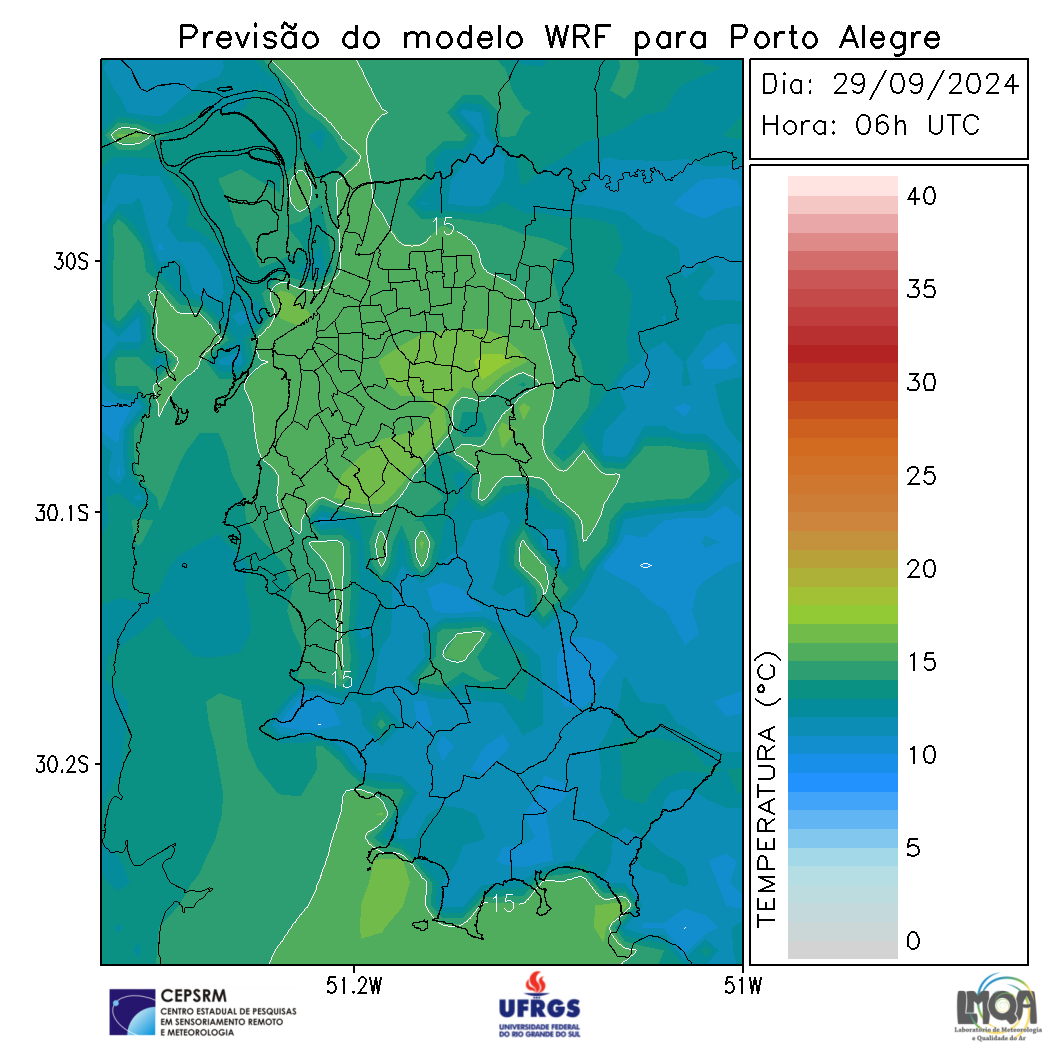 Previsão do modelo WRF para Porto Alegre
Dia: 29/09/2024
Hora: 06h UTC
40
35
30
25
20
15
10
5
0
TEMPERATURA (°C)
15
15
15
30S
30.1S
30.2S
51.2W
51W
CEPSRM
CENTRO ESTADUAL DE PESQUISAS
EM SENSORIAMENTO REMOTO
E METEOROLOGIA
UFRGS
UNIVERSIDADE FEDERAL
DO RIO GRANDE DO SUL
LMQA
Laboratório de Meteorologia
e Qualidade do Ar